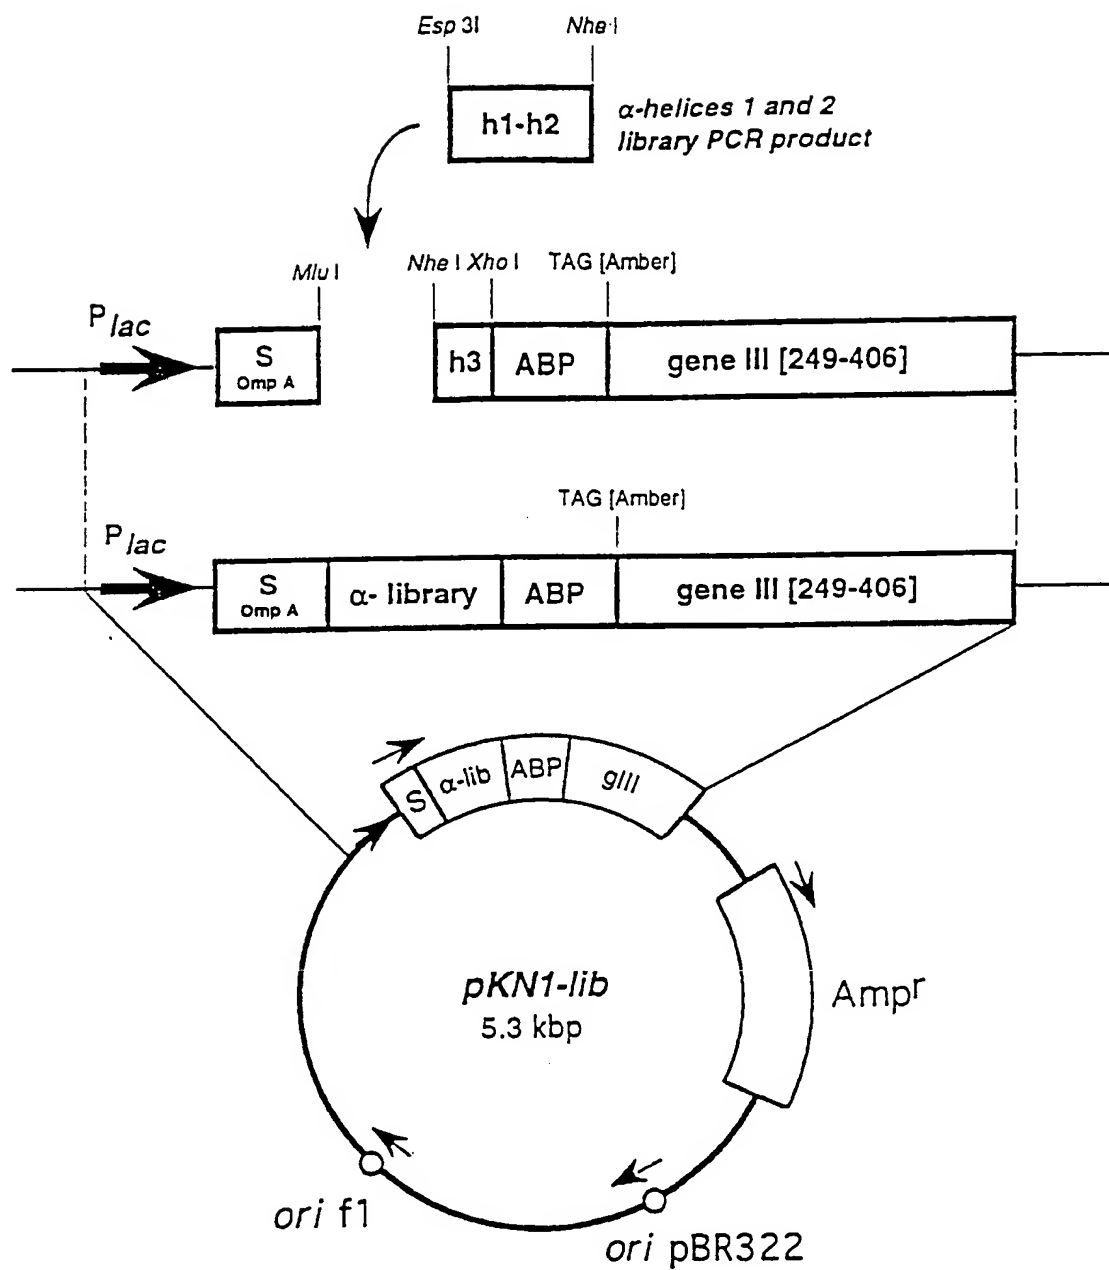 Esp 3I
Nhe I
h1-h2
α-helices 1 and 2
library PCR product
Mlu I
Nhe I
Xho I
TAG [Amber]
Plac
S
Omp A
h3
ABP
gene III [249-406]
TAG [Amber]
Plac
S
Omp A
α- library
ABP
gene III [249-406]
S
α-lib
ABP
gIII
pKN1-lib
5.3 kbp
Ampr
ori f1
ori pBR322